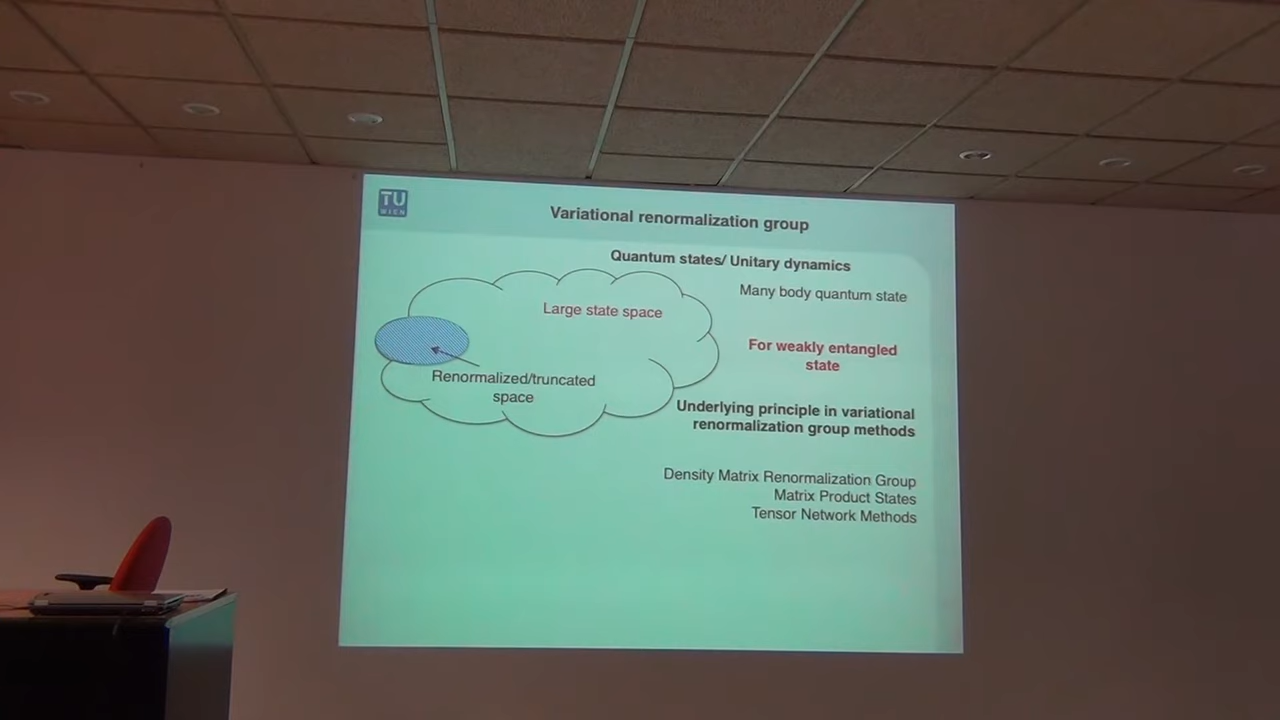 TU
WIEN
Variational renormalization group
Quantum states/ Unitary dynamics
Many body quantum state
Large state space
For weakly entangled
state
Renormalized/truncated
space
Underlying principle in variational
renormalization group methods
Density Matrix Renormalization Group
Matrix Product States
Tensor Network Methods